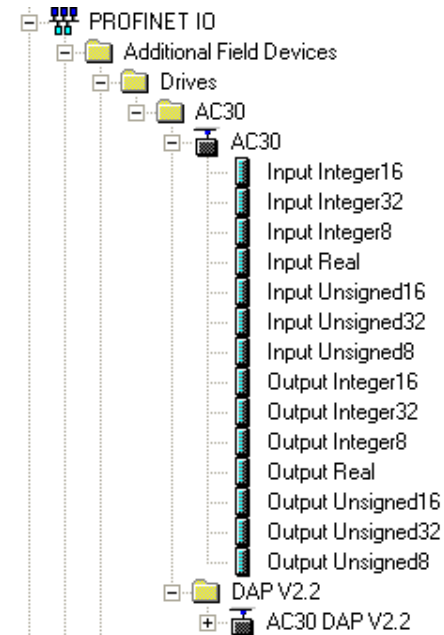 PROFINET IO
Additional Field Devices
Drives
AC30
AC30
Input Integer16
Input Integer32
Input Integer8
Input Real
Input Unsigned16
Input Unsigned32
Input Unsigned8
Output Integer16
Output Integer32
Output Integer8
Output Real
Output Unsigned16
Output Unsigned32
Output Unsigned8
DAP V2.2
AC30 DAP V2.2